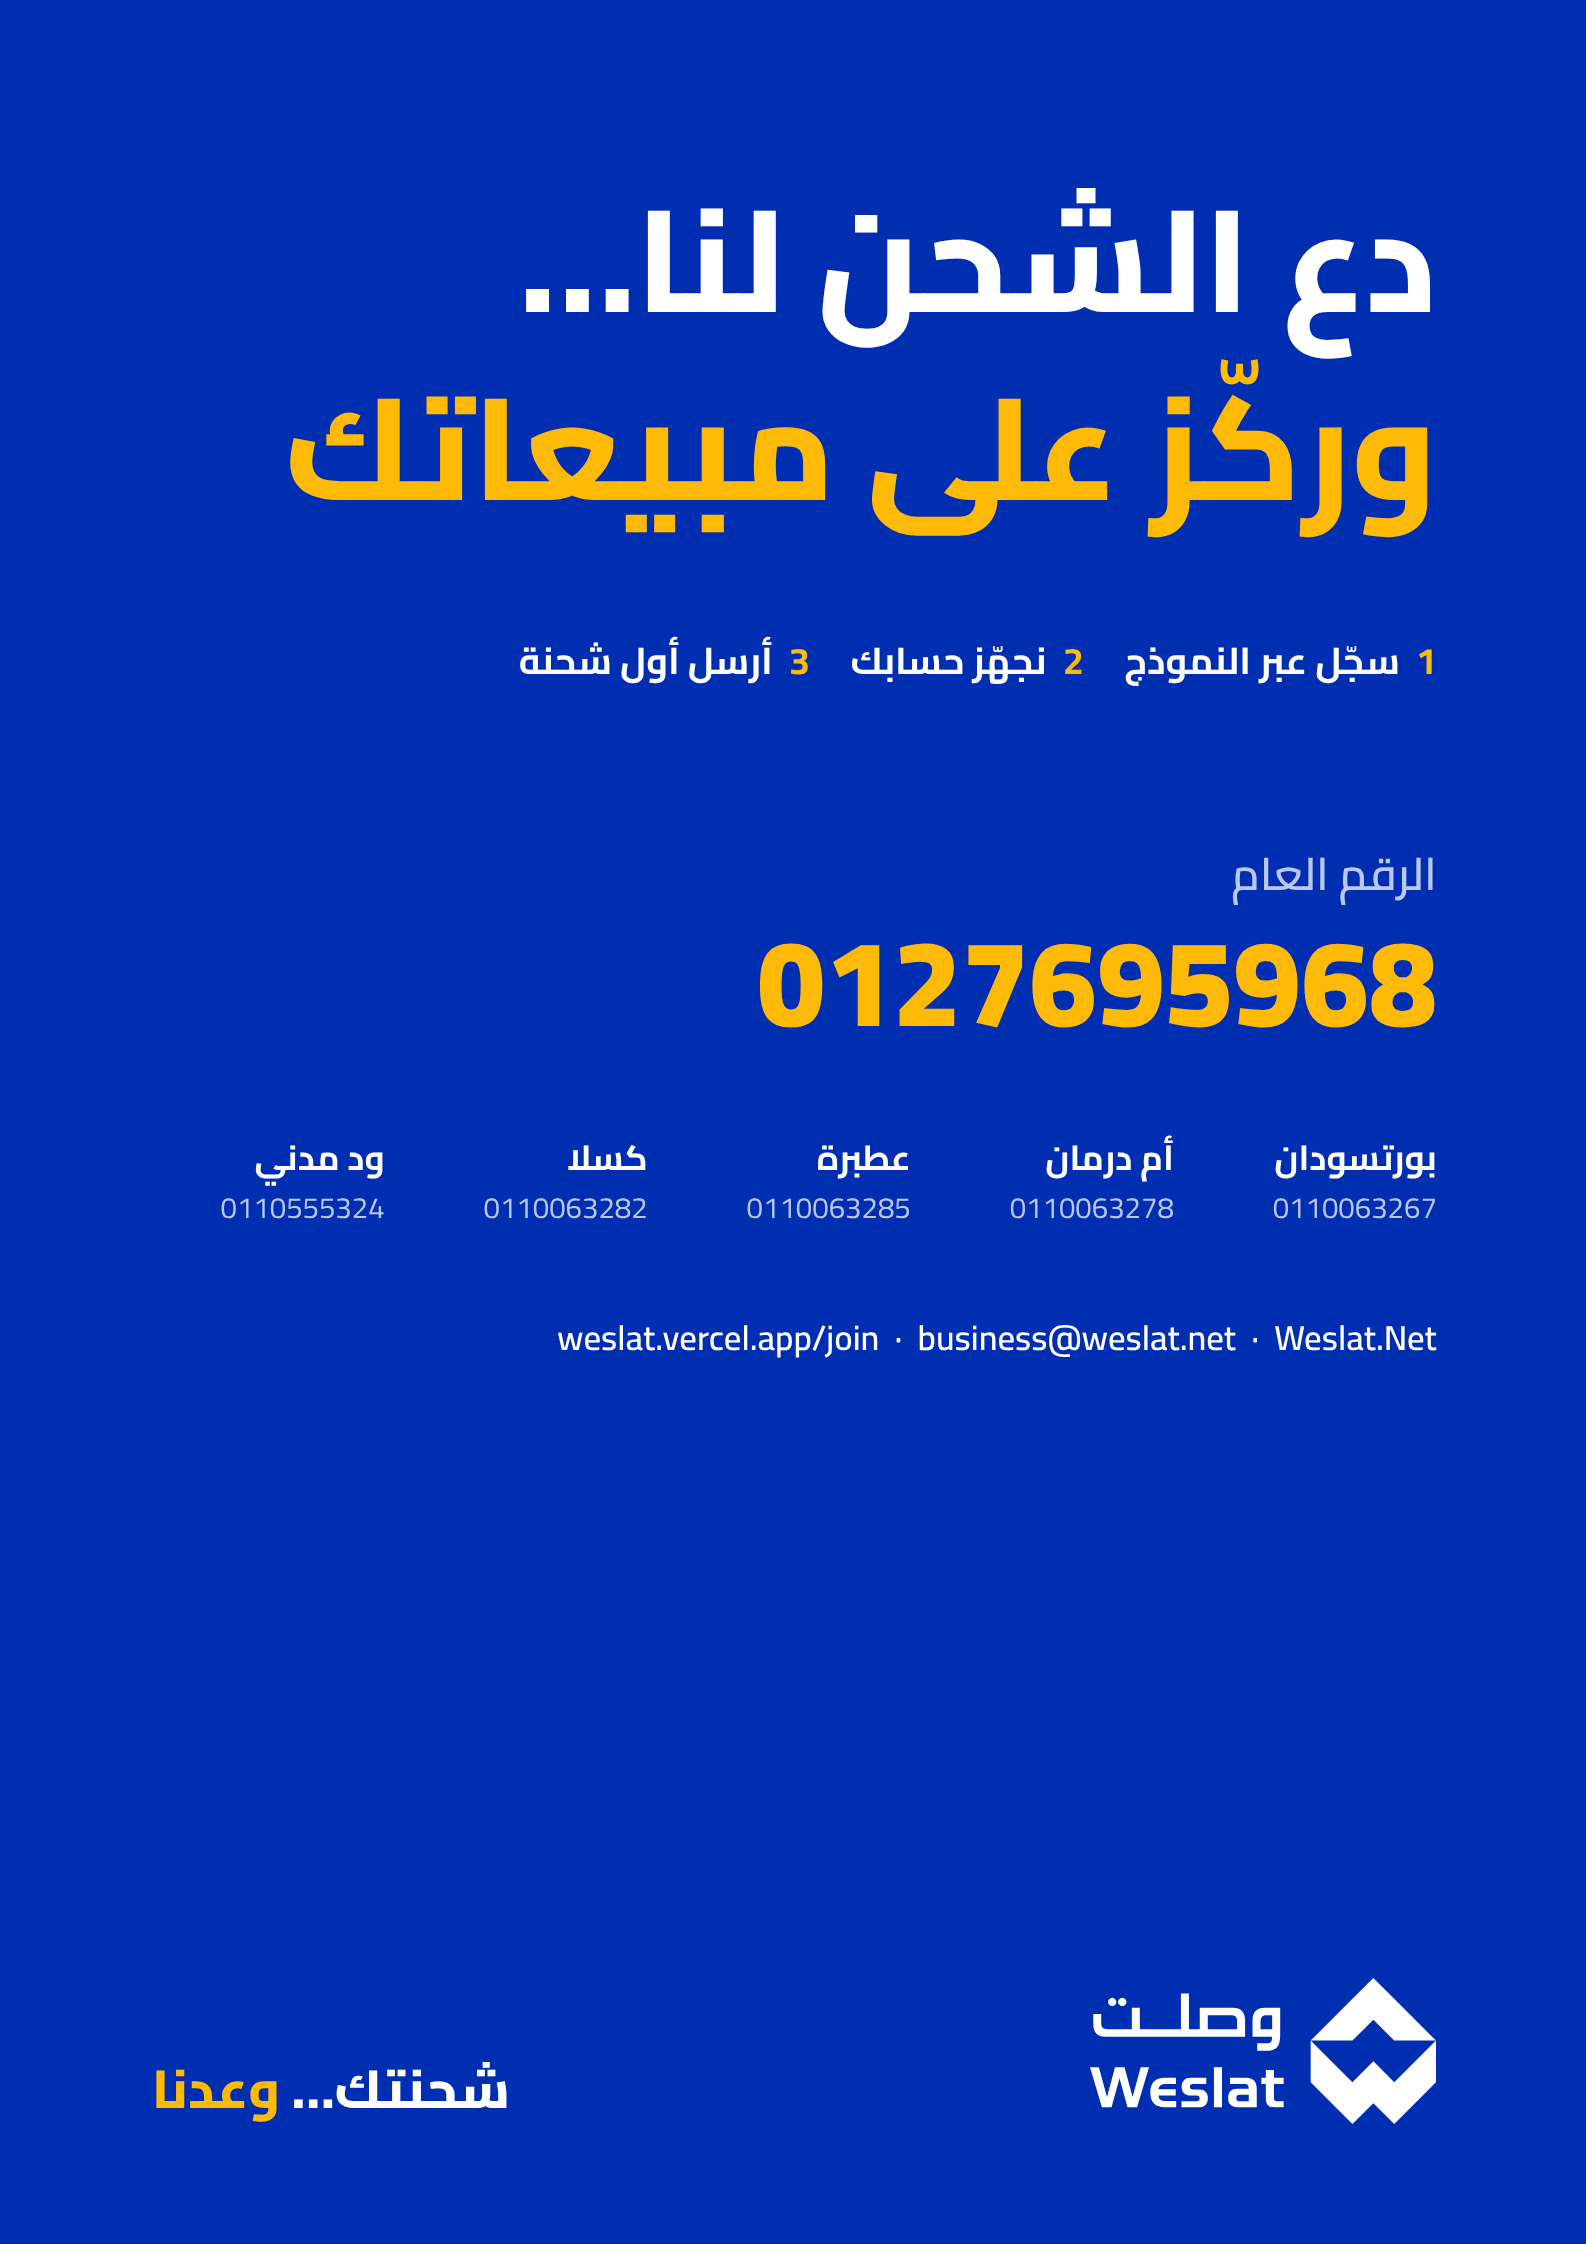 دع الشحن لنا...
وركّز على مبيعاتك
1 سجّل عبر النموذج 2 نجهّز حسابك 3 أرسل أول شحنة
الرقم العام
0127695968
بورتسودان أم درمان عطبرة كسلا ود مدني
0110063267 0110063278 0110063285 0110063282 0110555324
weslat.vercel.app/join · business@weslat.net · Weslat.Net
وصلت
Weslat
شحنتك... وعدنا